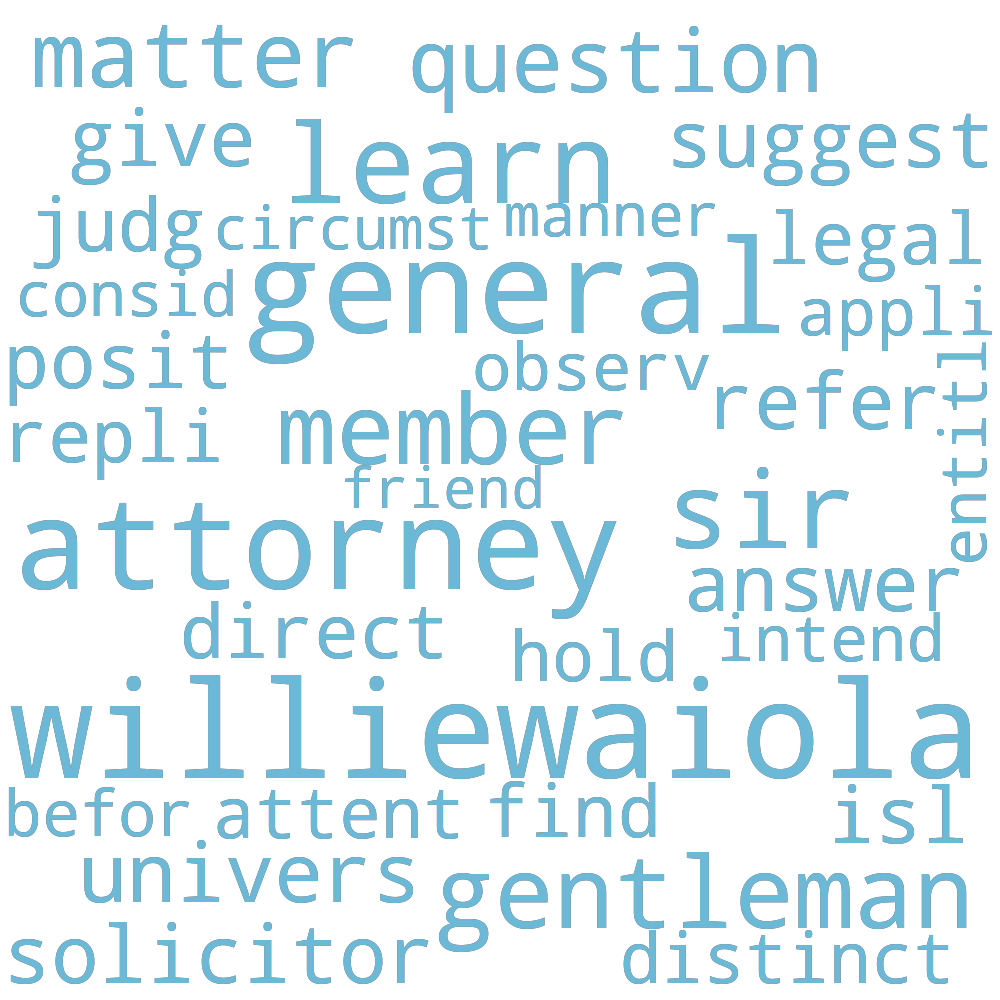 matter question
give learn suggest
judg circumst manner legal
consid general appli
posit observ entitl
repli member refer
friend
attorney sir
answer
direct hold intend
williewaiola
befor attent find isl
univers gentleman
solicitor distinct